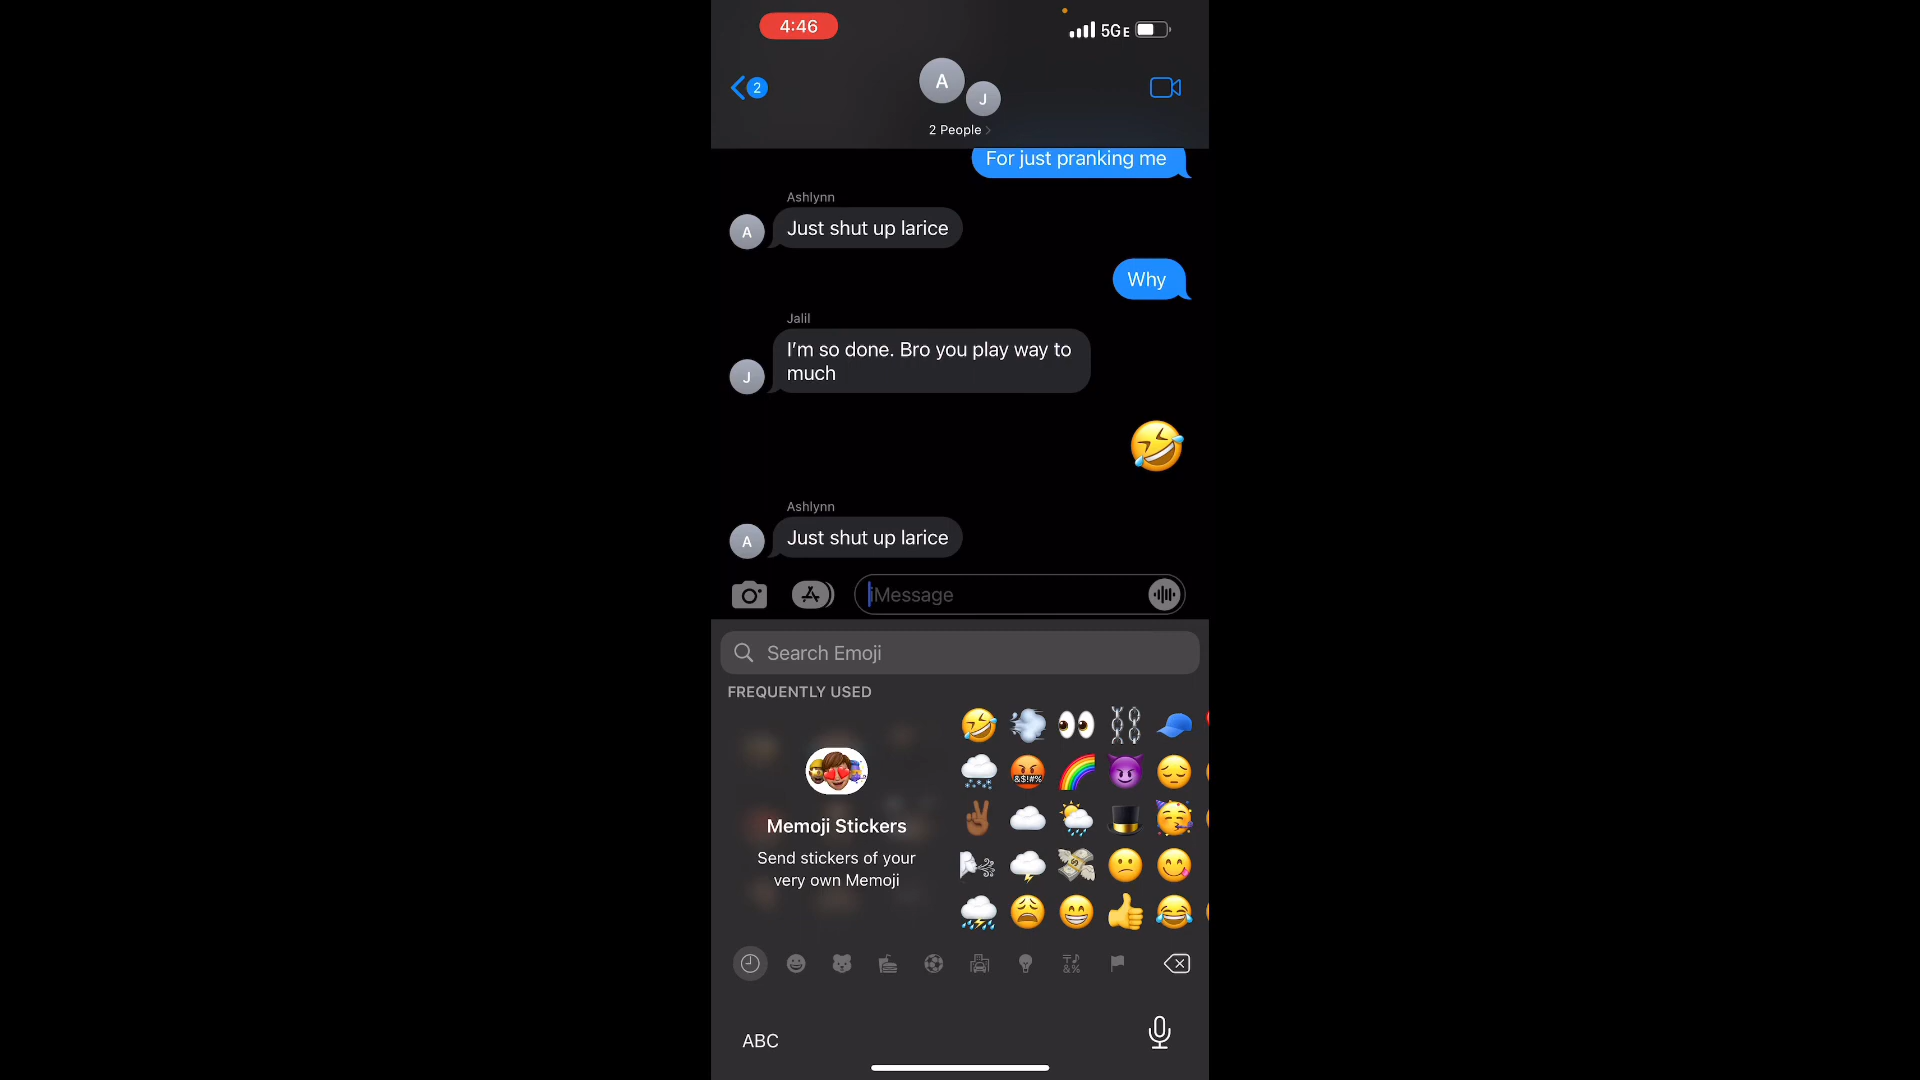 4:46
5GE
2
A
J
2 People
For just pranking me
Ashlynn
A
Just shut up larice
Why
Jalil
J
I'm so done. Bro you play way to
much
Ashlynn
A
Just shut up larice
iMessage
Search Emoji
FREQUENTLY USED
&$!#%
Memoji Stickers
Send stickers of your
very own Memoji
&%
ABC